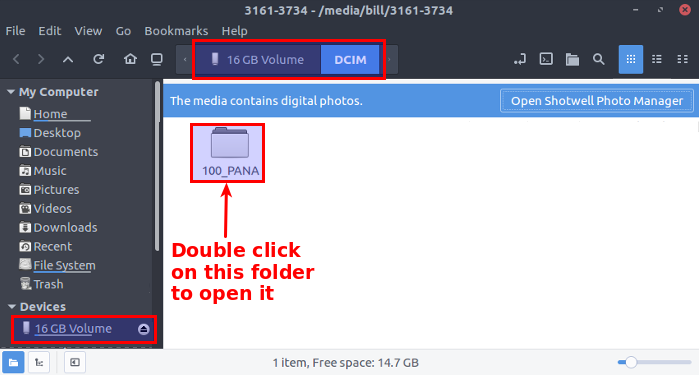 3161-3734 - /media/bill/3161-3734
File Edit View Go Bookmarks Help
16 GB Volume DCIM
My Computer
Home
Desktop
Documents
Music
Pictures
Videos
Downloads
Recent
File System
Trash
Devices
16 GB Volume
The media contains digital photos. Open Shotwell Photo Manager
100_PANA
Double click
on this folder
to open it
1 item, Free space: 14.7 GB